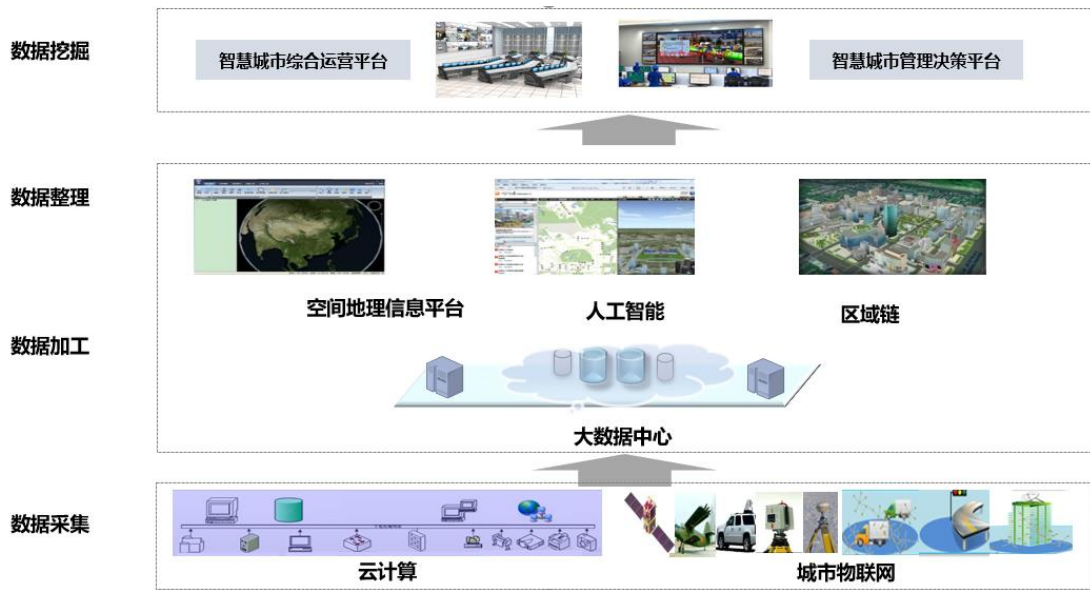 数据挖掘
智慧城市综合运营平台
智慧城市管理决策平台
数据整理
空间地理信息平台
人工智能
区域链
数据加工
大数据中心
数据采集
云计算
城市物联网